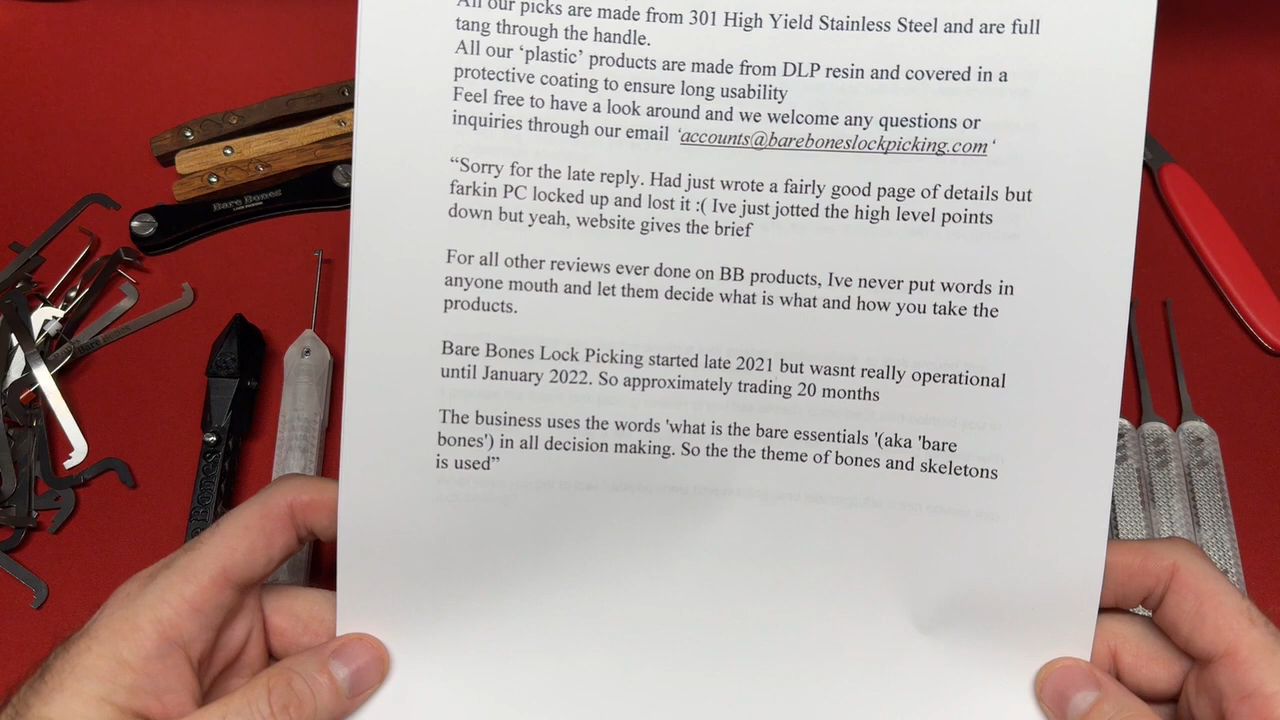 All our picks are made from 301 High Yield Stainless Steel and are full
tang through the handle.
All our ‘plastic’ products are made from DLP resin and covered in a
protective coating to ensure long usability
Feel free to have a look around and we welcome any questions or
inquiries through our email ‘accounts@bareboneslockpicking.com‘
“Sorry for the late reply. Had just wrote a fairly good page of details but
farkin PC locked up and lost it :( Ive just jotted the high level points
down but yeah, website gives the brief
For all other reviews ever done on BB products, Ive never put words in
anyone mouth and let them decide what is what and how you take the
products.
Bare Bones Lock Picking started late 2021 but wasnt really operational
until January 2022. So approximately trading 20 months
The business uses the words 'what is the bare essentials '(aka 'bare
bones') in all decision making. So the the theme of bones and skeletons
is used”
Bare Bones
LOCK PICKING
Bones